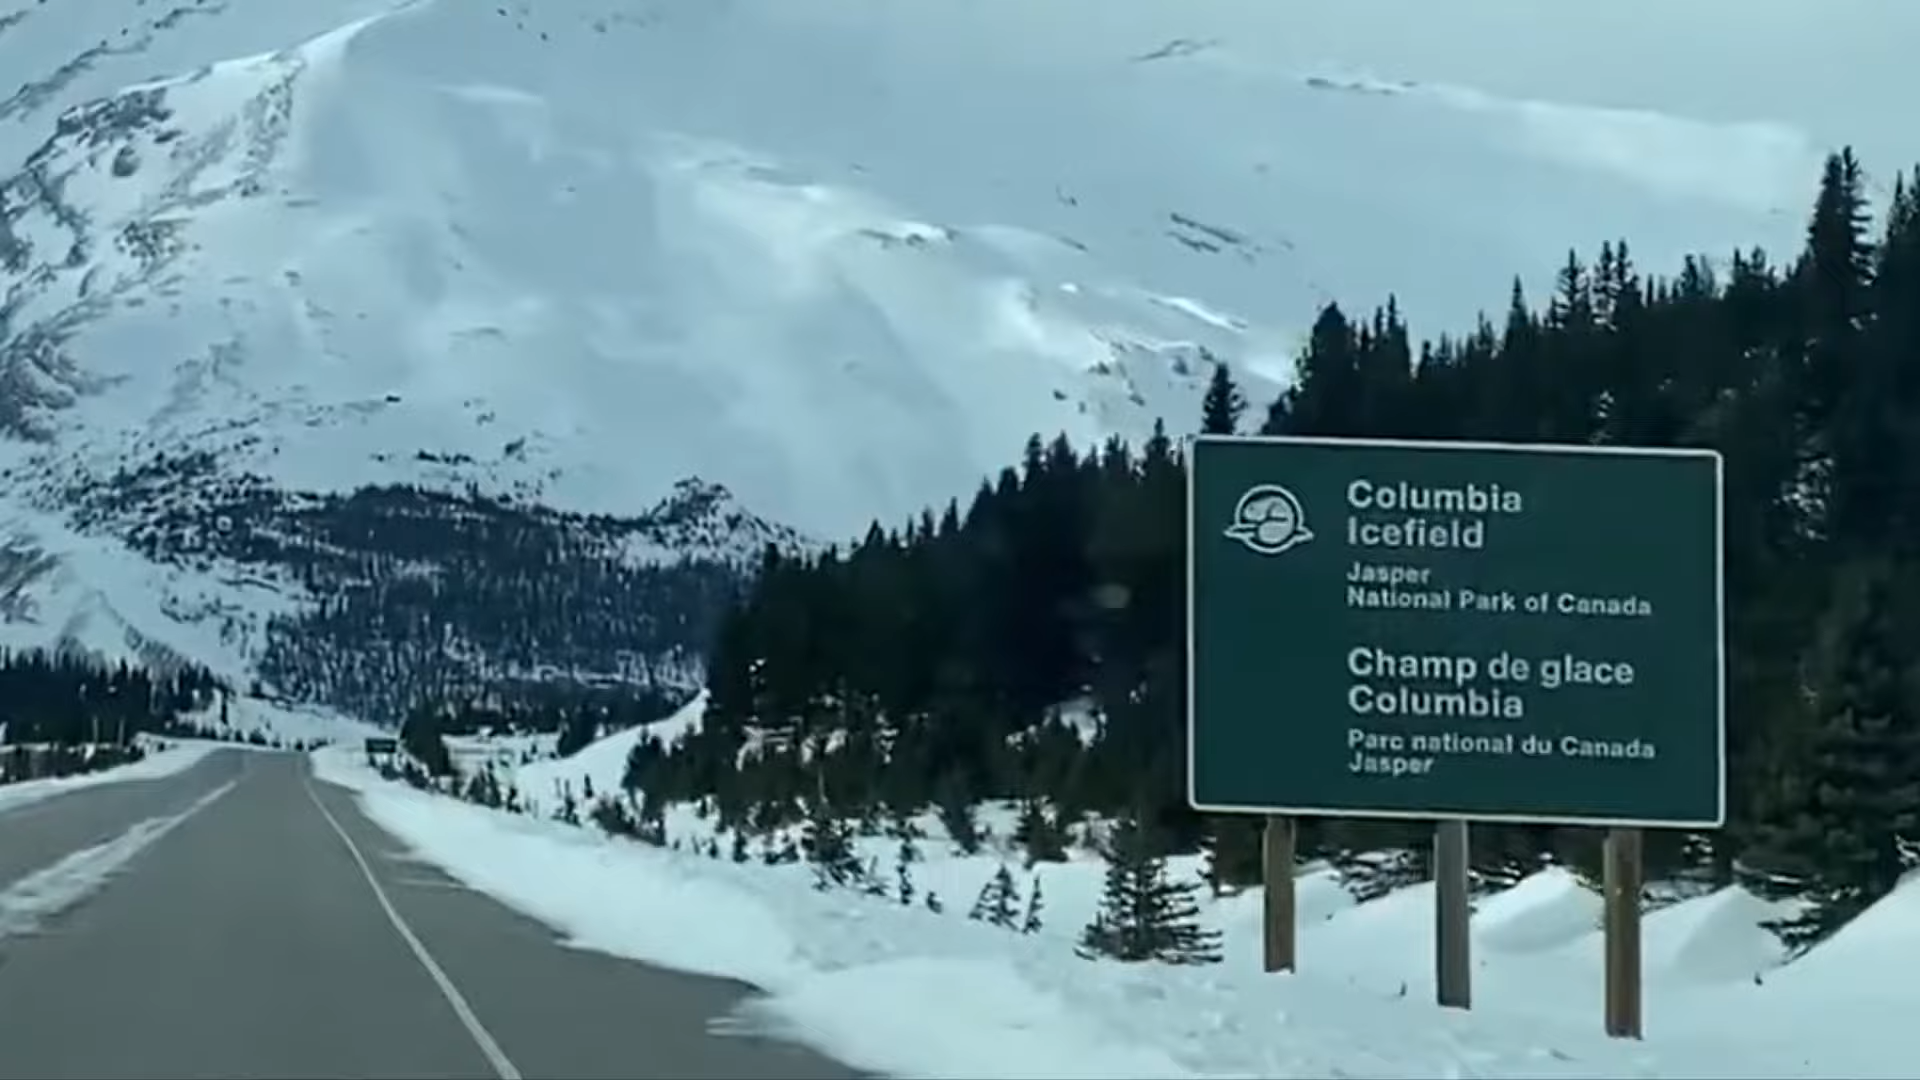 Columbia
Icefield
Jasper
National Park of Canada
Champ de glace
Columbia
Parc national du Canada
Jasper